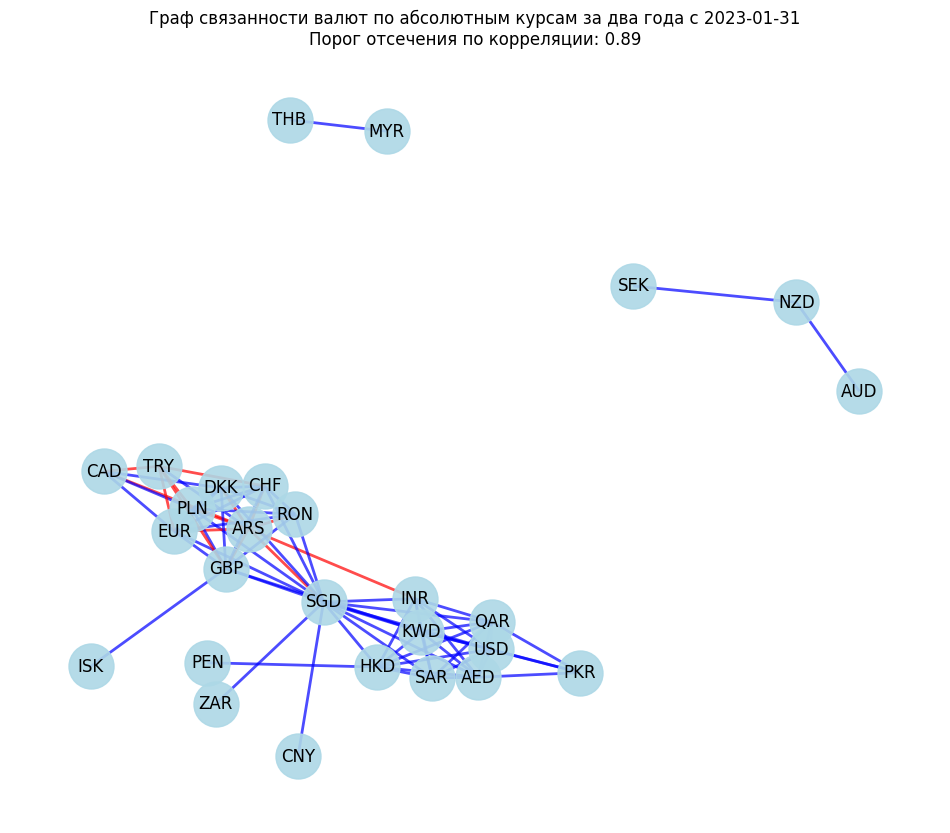 Граф связанности валют по абсолютным курсам за два года с 2023-01-31
Порог отсечения по корреляции: 0.89
THB
MYR
SEK
NZD
AUD
CAD
TRY
DKK
CHF
PLN
RON
EUR
ARS
GBP
SGD
INR
QAR
KWD
USD
ISK
PEN
HKD
SAR
AED
PKR
ZAR
CNY